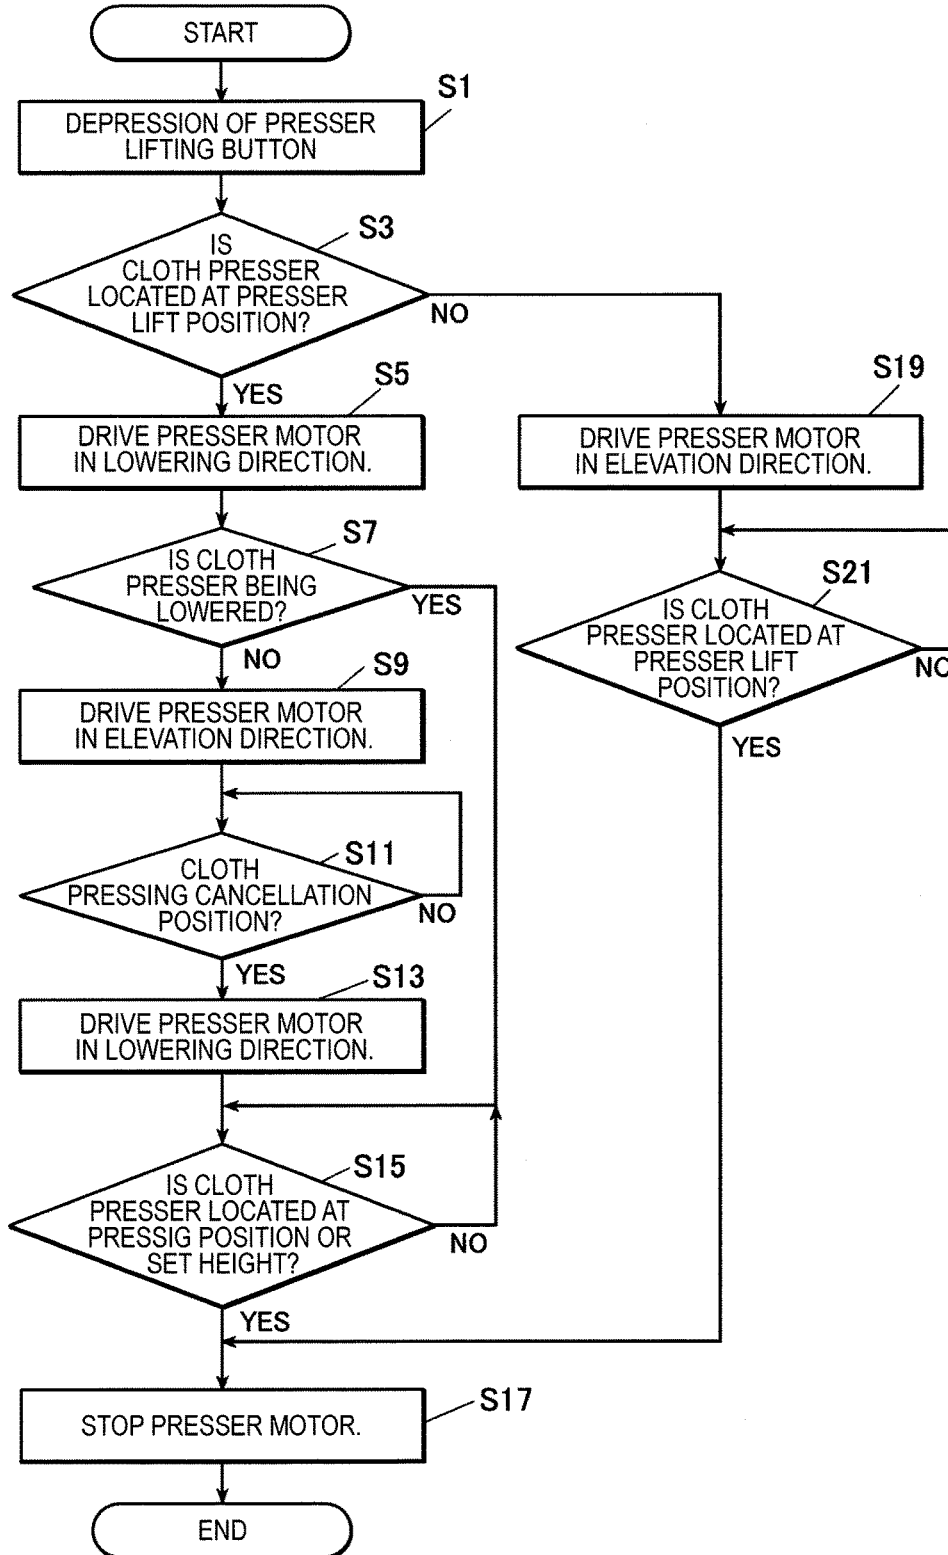 START
S1
DEPRESSION OF PRESSER
LIFTING BUTTON
S3
IS
CLOTH PRESSER
LOCATED AT PRESSER
LIFT POSITION?
NO
YES
S5
DRIVE PRESSER MOTOR
IN LOWERING DIRECTION.
S7
IS CLOTH
PRESSER BEING
LOWERED?
YES
NO
S9
DRIVE PRESSER MOTOR
IN ELEVATION DIRECTION.
S11
CLOTH
PRESSING CANCELLATION
POSITION?
NO
YES
S13
DRIVE PRESSER MOTOR
IN LOWERING DIRECTION.
S15
IS CLOTH
PRESSER LOCATED AT
PRESSIG POSITION OR
SET HEIGHT?
NO
YES
S19
DRIVE PRESSER MOTOR
IN ELEVATION DIRECTION.
S21
IS CLOTH
PRESSER LOCATED AT
PRESSER LIFT
POSITION?
NO
YES
S17
STOP PRESSER MOTOR.
END